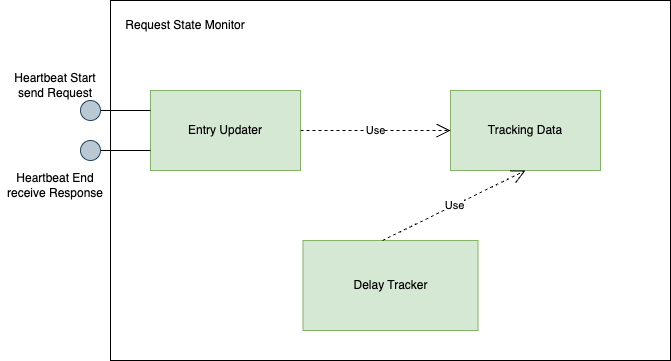 Request State Monitor
Heartbeat Start
send Request
Entry Updater
Use
Tracking Data
Heartbeat End
receive Response
Use
Delay Tracker